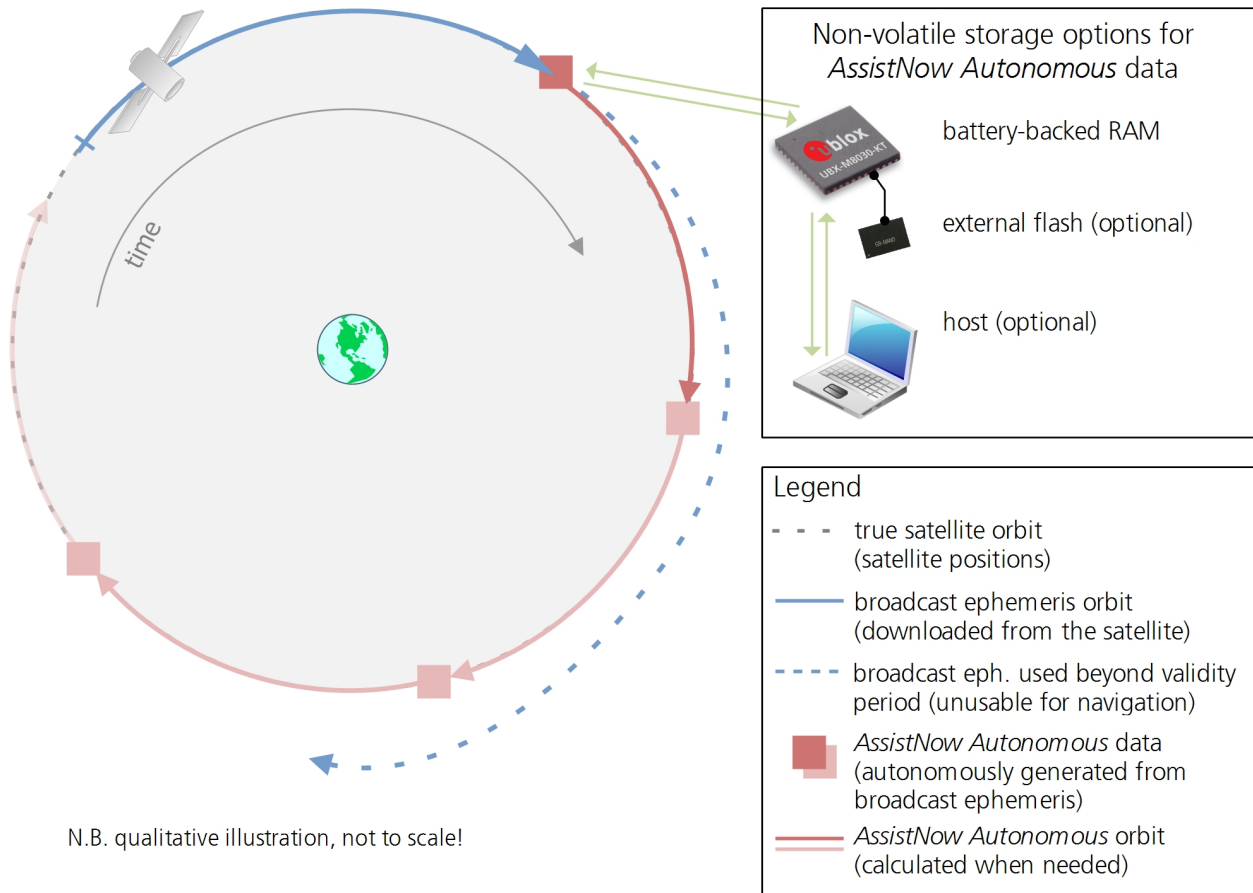 time
N.B. qualitative illustration, not to scale!
Non-volatile storage options for
AssistNow Autonomous data
battery-backed RAM
ublox
UBX-M8030-KT
external flash (optional)
host (optional)
Legend
true satellite orbit
(satellite positions)
broadcast ephemeris orbit
(downloaded from the satellite)
broadcast eph. used beyond validity
period (unusable for navigation)
AssistNow Autonomous data
(autonomously generated from
broadcast ephemeris)
AssistNow Autonomous orbit
(calculated when needed)